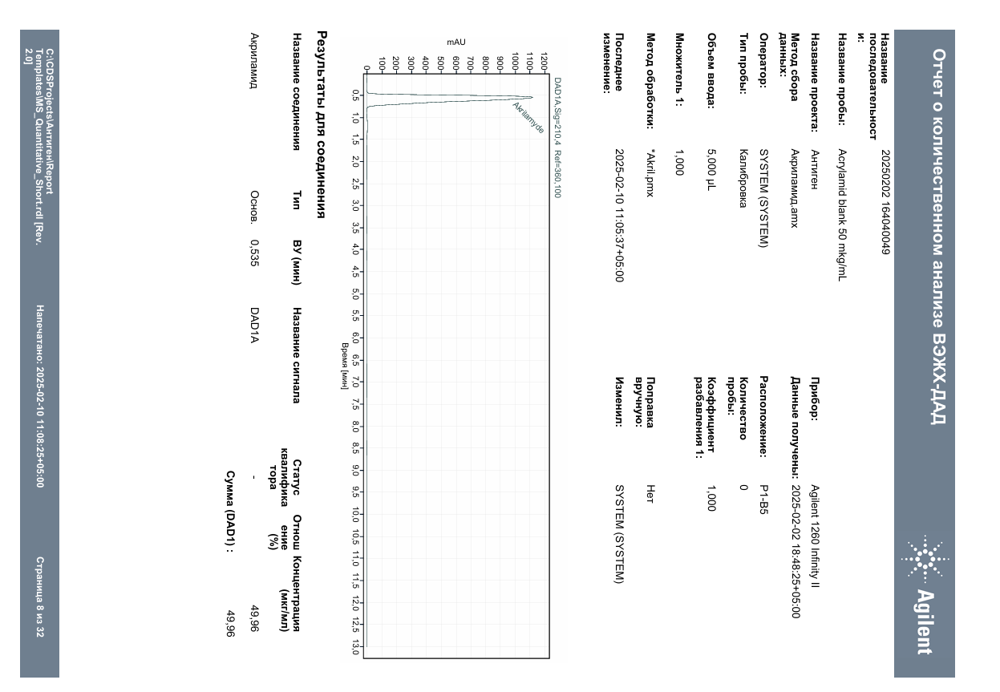 Отчет о количественном анализе ВЭЖХ-ДАД
Agilent
Название
последовательност
и:
20250202 164040049
Название пробы:
Acrylamid blank 50 mkg/mL
Название проекта:
Антиген
Прибор:
Agilent 1260 Infinity II
Метод сбора
данных:
Акриламид.amx
Данные получены:
2025-02-02 18:48:25+05:00
Оператор:
SYSTEM (SYSTEM)
Расположение:
P1-B5
Тип пробы:
Калибровка
Количество
пробы:
0
Объем ввода:
5,000 µL
Коэффициент
разбавления 1:
1,000
Множитель 1:
1,000
Метод обработки:
*Akril.pmx
Поправка
вручную:
Нет
Последнее
изменение:
2025-02-10 11:05:37+05:00
Изменил:
SYSTEM (SYSTEM)
DAD1A,Sig=210,4 Ref=360,100
mAU
1200
1100
1000
900
800
700
600
500
400
300
200
100
0
Akrilamyde
0,5 1,0 1,5 2,0 2,5 3,0 3,5 4,0 4,5 5,0 5,5 6,0 6,5 7,0 7,5 8,0 8,5 9,0 9,5 10,0 10,5 11,0 11,5 12,0 12,5 13,0
Время [мин]
Результаты для соединения
Название соединения
Тип
ВУ (мин)
Название сигнала
Статус
квалифика
тора
Отнош
ение
(%)
Концентрация
(мкг/мл)
Акриламид
Основ.
0,535
DAD1A
-
49,96
Сумма (DAD1) :
49,96
C:\CDSProjects\Антиген\Report
Templates\MS_Quantitative_Short.rdl [Rev.
2.0]
Напечатано: 2025-02-10 11:08:25+05:00
Страница 8 из 32